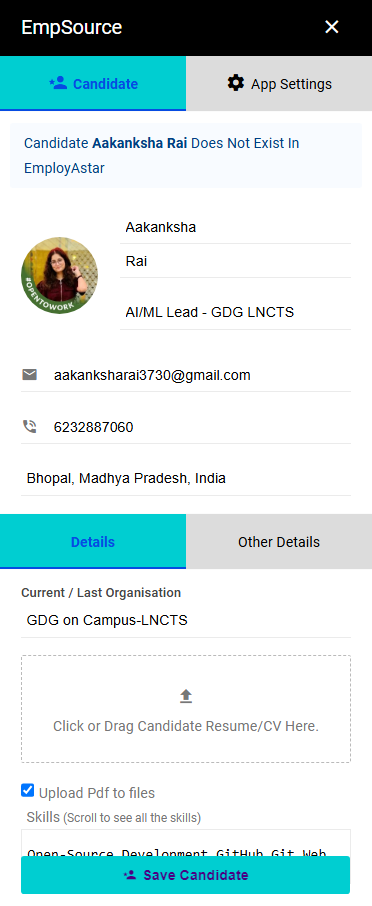 EmpSource
Candidate
App Settings
Candidate Aakanksha Rai Does Not Exist In
EmployAstar
Aakanksha
Rai
#OPENTOWORK
AI/ML Lead - GDG LNCTS
aakanksharai3730@gmail.com
6232887060
Bhopal, Madhya Pradesh, India
Details
Other Details
Current / Last Organisation
GDG on Campus-LNCTS
Click or Drag Candidate Resume/CV Here.
Upload Pdf to files
Skills (Scroll to see all the skills)
Open-Source Development,GitHub,Git,Web
Save Candidate